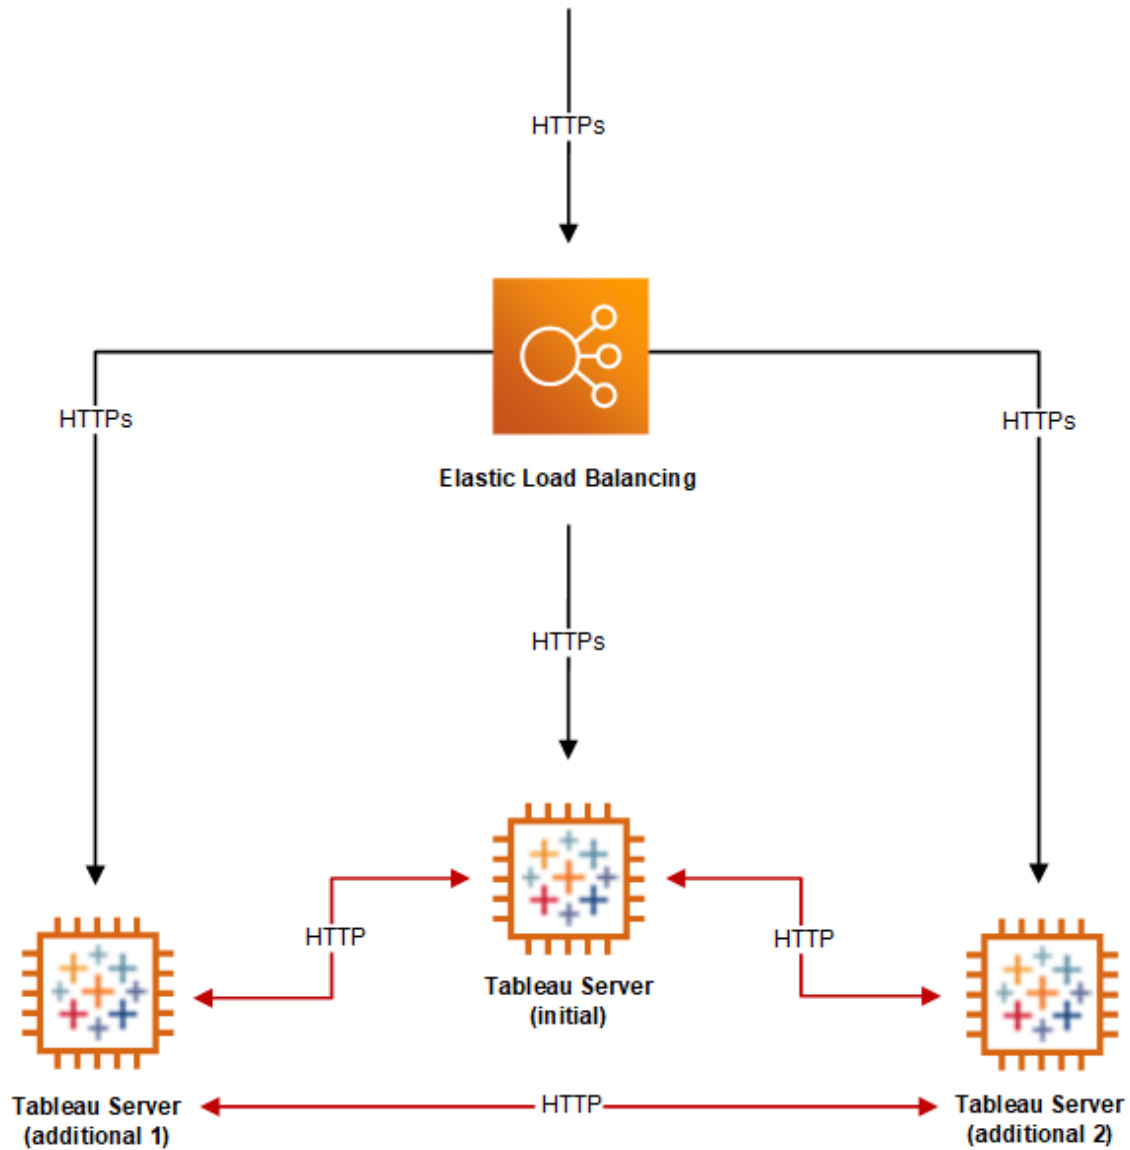 HTTPs
HTTPs
HTTPs
Elastic Load Balancing
HTTPs
HTTP
HTTP
Tableau Server
(initial)
Tableau Server
(additional 1)
HTTP
Tableau Server
(additional 2)